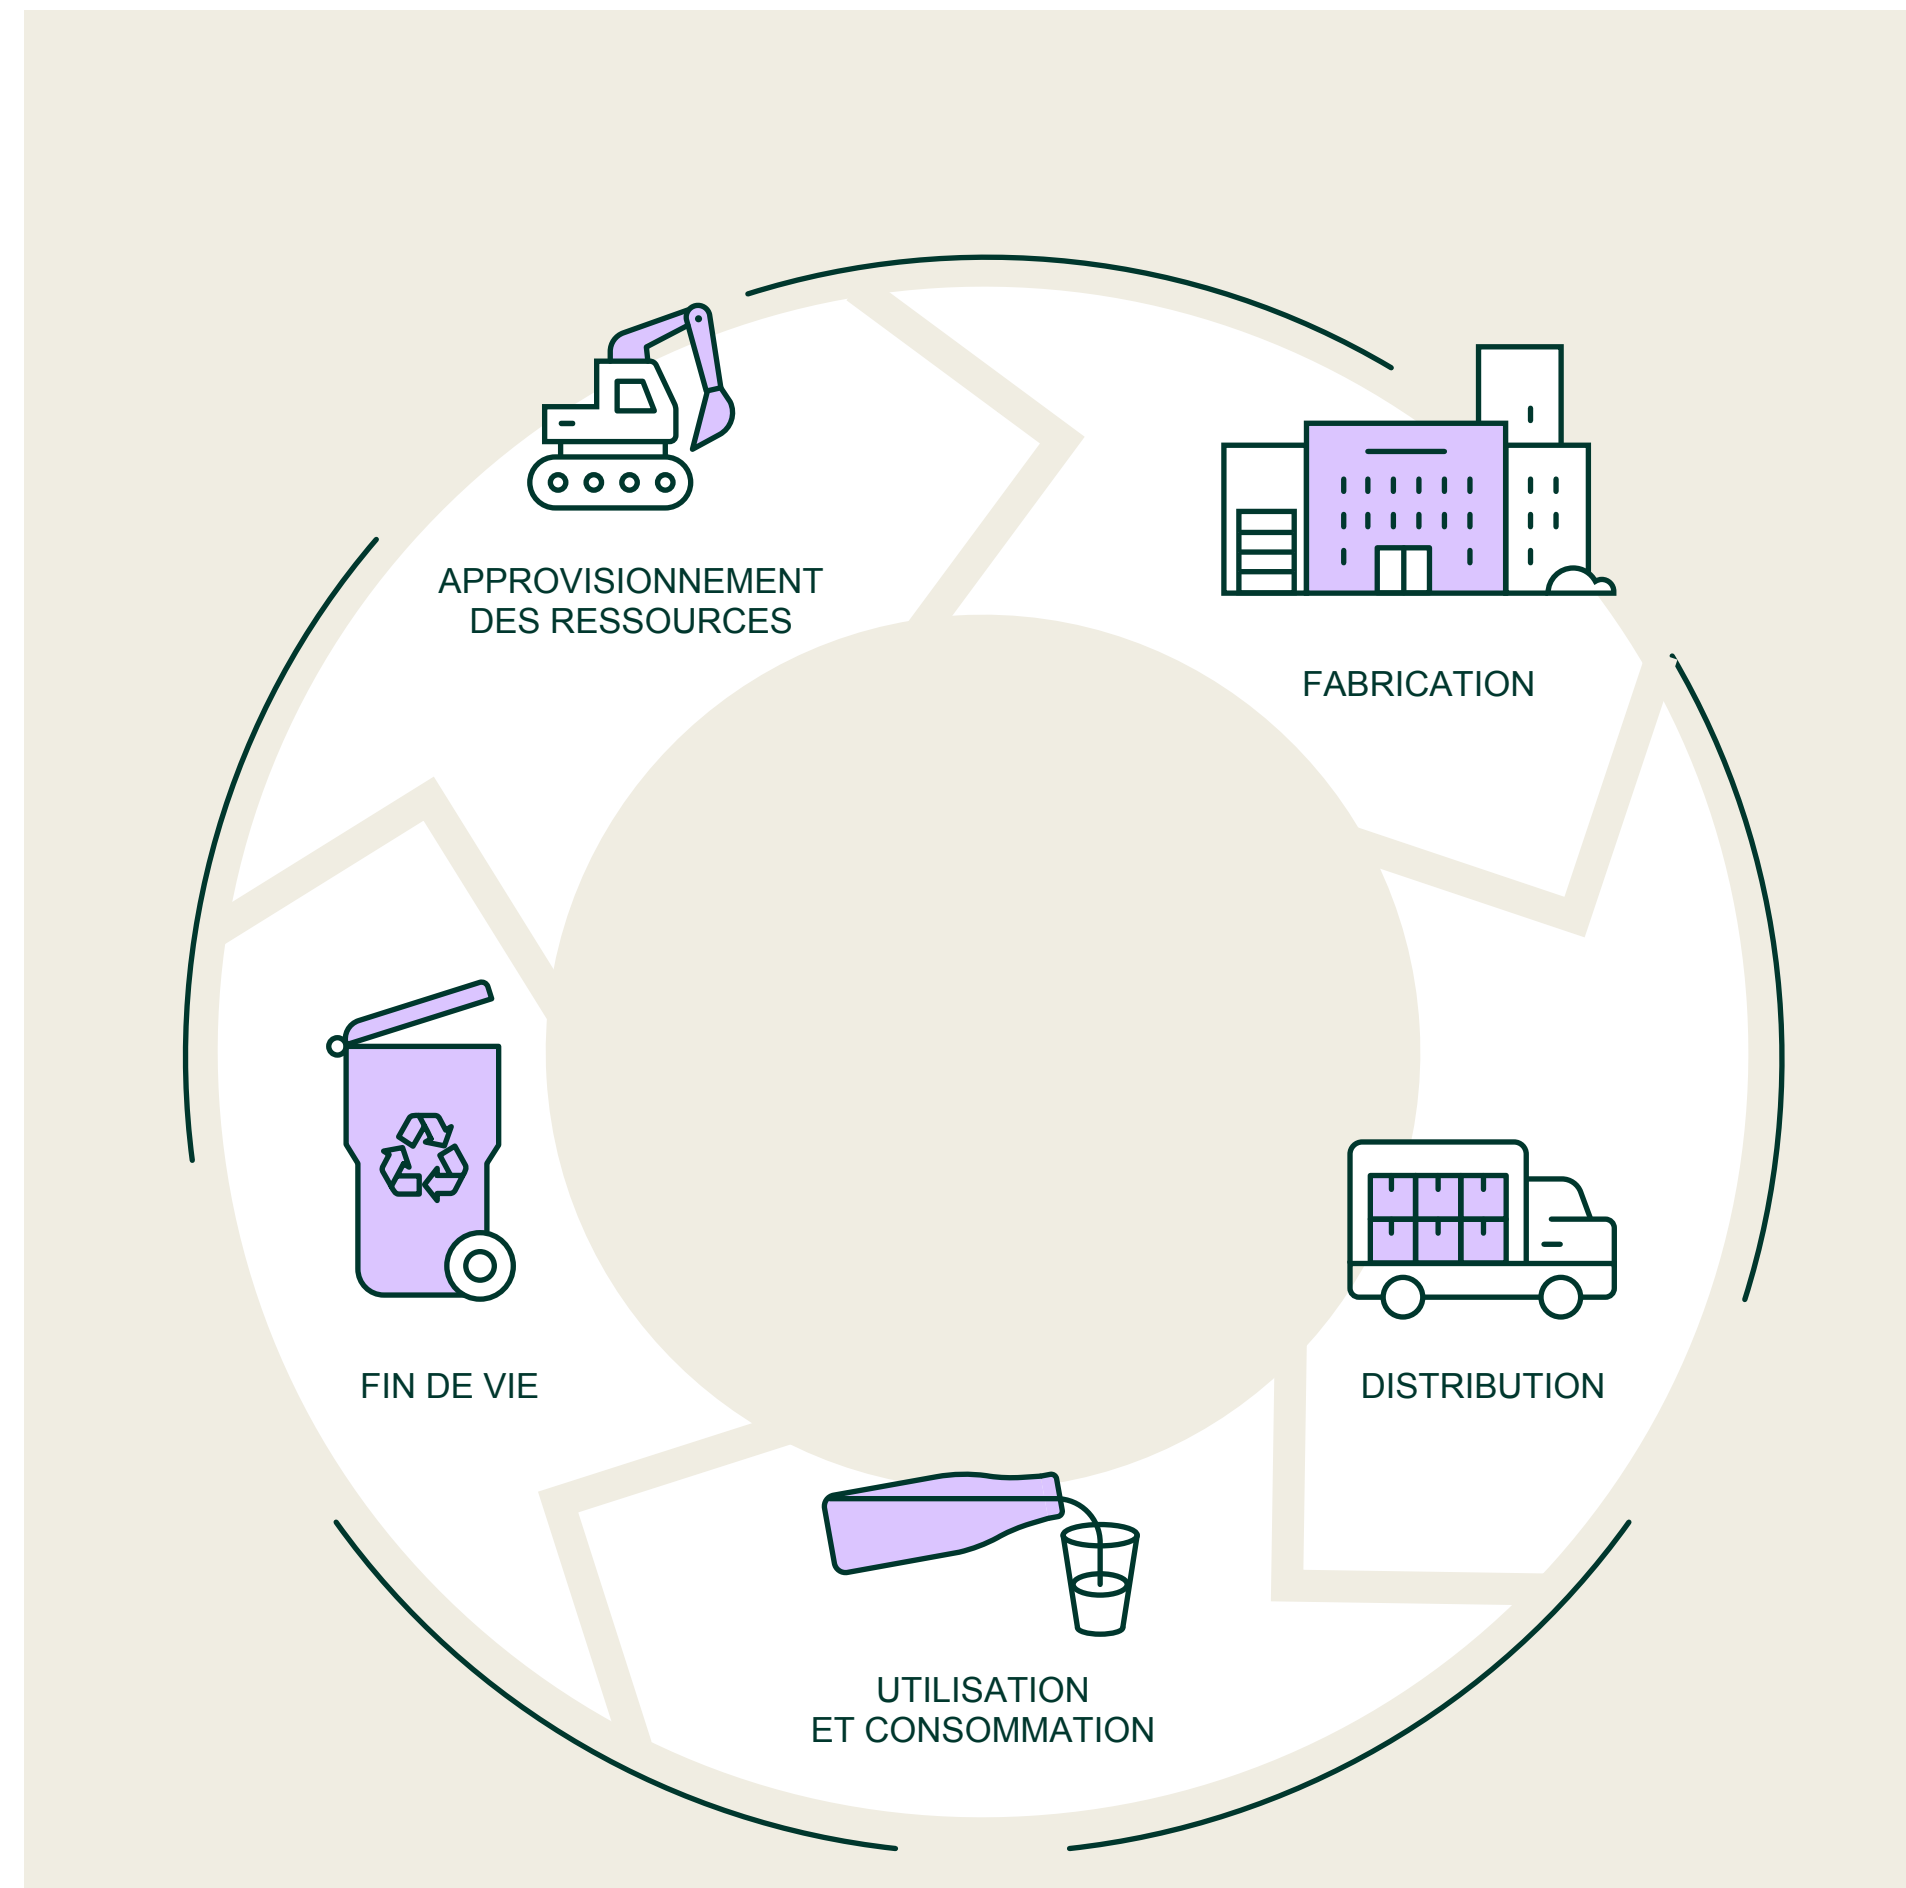 APPROVISIONNEMENT
DES RESSOURCES
FABRICATION
DISTRIBUTION
UTILISATION
ET CONSOMMATION
FIN DE VIE